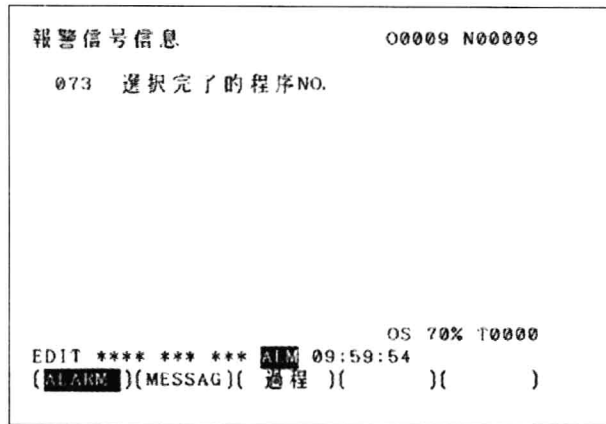 報警信号信息 O0009 N00009
073 選択完了的程序NO.
OS 70% T0000
EDIT **** *** *** ALM 09:59:54
(ALARM )(MESSAG)( 過程 )( )( )